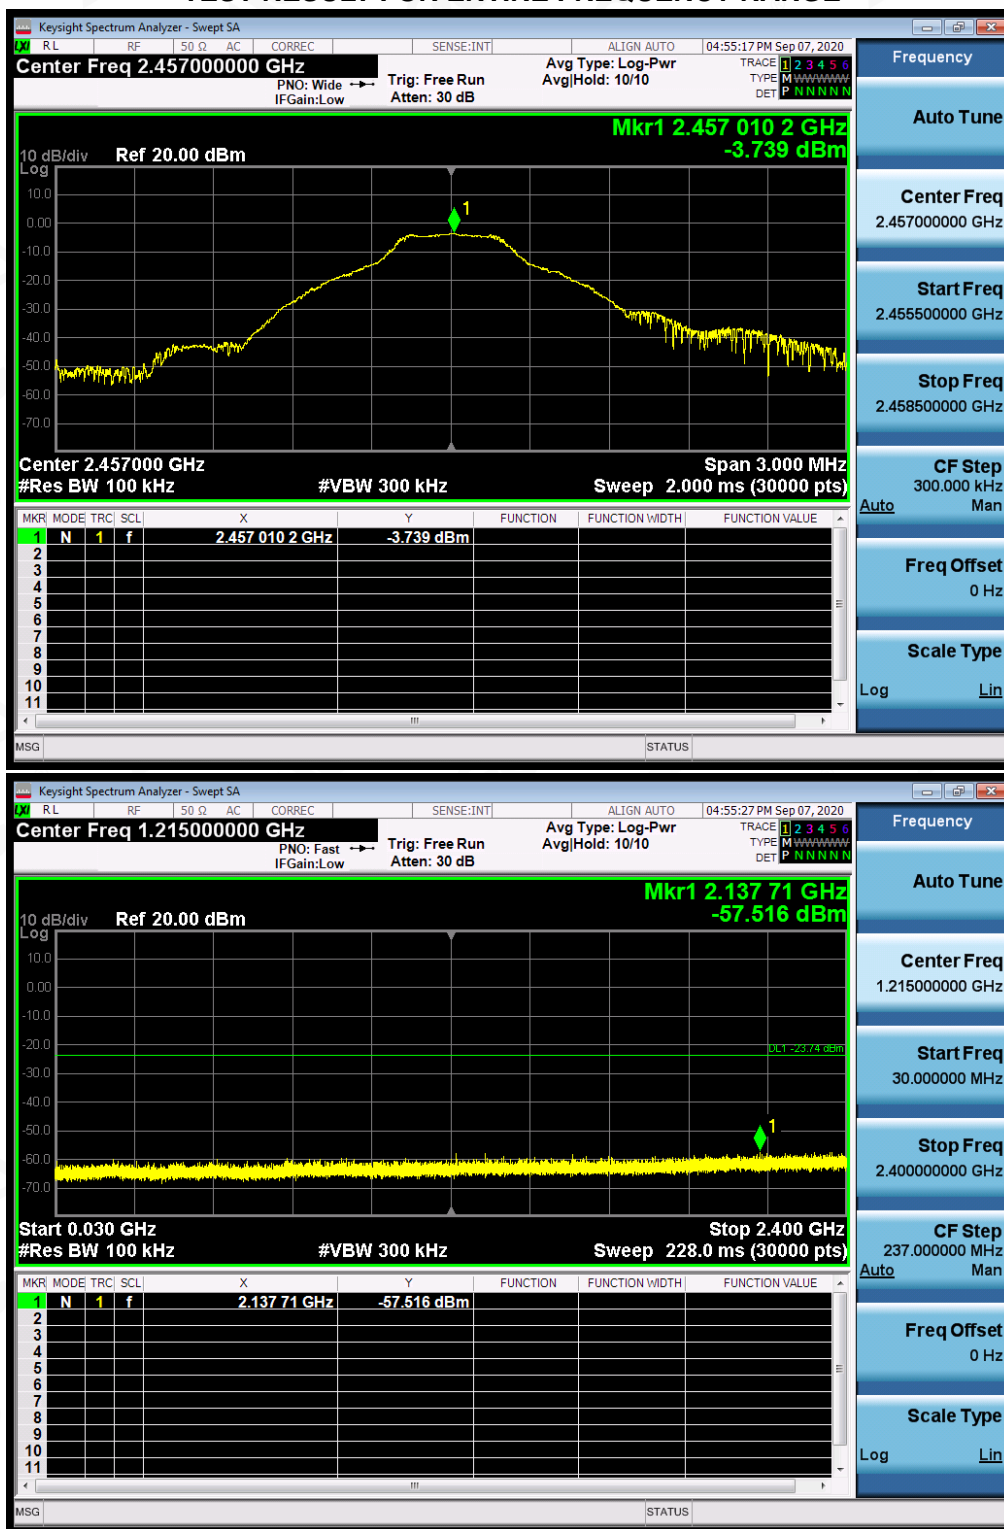 TEST RESULT FOR ENTIRE FREQUENCY RANGE
Keysight Spectrum Analyzer - Swept SA
LXI RL RF 50 Ω AC CORREC SENSE:INT ALIGN AUTO 04:55:17 PM Sep 07, 2020
Center Freq 2.457000000 GHz
PNO: Wide
IFGain:Low
Trig: Free Run
Atten: 30 dB
Avg Type: Log-Pwr
Avg|Hold: 10/10
TRACE 1 2 3 4 5 6
TYPE M WWWWW
DET P N N N N N
Mkr1 2.457 010 2 GHz
-3.739 dBm
10 dB/div Ref 20.00 dBm
Log
10.0
0.00
-10.0
-20.0
-30.0
-40.0
-50.0
-60.0
-70.0
1
Center 2.457000 GHz Span 3.000 MHz
#Res BW 100 kHz #VBW 300 kHz Sweep 2.000 ms (30000 pts)
MKR MODE TRC SCL X Y FUNCTION FUNCTION WIDTH FUNCTION VALUE
1 N 1 f 2.457 010 2 GHz -3.739 dBm
2
3
4
5
6
7
8
9
10
11
MSG STATUS
Frequency
Auto Tune
Center Freq
2.457000000 GHz
Start Freq
2.455500000 GHz
Stop Freq
2.458500000 GHz
CF Step
300.000 kHz
Auto Man
Freq Offset
0 Hz
Scale Type
Log Lin
Keysight Spectrum Analyzer - Swept SA
LXI RL RF 50 Ω AC CORREC SENSE:INT ALIGN AUTO 04:55:27 PM Sep 07, 2020
Center Freq 1.215000000 GHz
PNO: Fast
IFGain:Low
Trig: Free Run
Atten: 30 dB
Avg Type: Log-Pwr
Avg|Hold: 10/10
TRACE 1 2 3 4 5 6
TYPE M WWWWW
DET P N N N N N
Mkr1 2.137 71 GHz
-57.516 dBm
10 dB/div Ref 20.00 dBm
Log
10.0
0.00
-10.0
-20.0
-30.0
-40.0
-50.0
-60.0
-70.0
DL1 -23.74 dBm
1
Start 0.030 GHz Stop 2.400 GHz
#Res BW 100 kHz #VBW 300 kHz Sweep 228.0 ms (30000 pts)
MKR MODE TRC SCL X Y FUNCTION FUNCTION WIDTH FUNCTION VALUE
1 N 1 f 2.137 71 GHz -57.516 dBm
2
3
4
5
6
7
8
9
10
11
MSG STATUS
Frequency
Auto Tune
Center Freq
1.215000000 GHz
Start Freq
30.000000 MHz
Stop Freq
2.400000000 GHz
CF Step
237.000000 MHz
Auto Man
Freq Offset
0 Hz
Scale Type
Log Lin